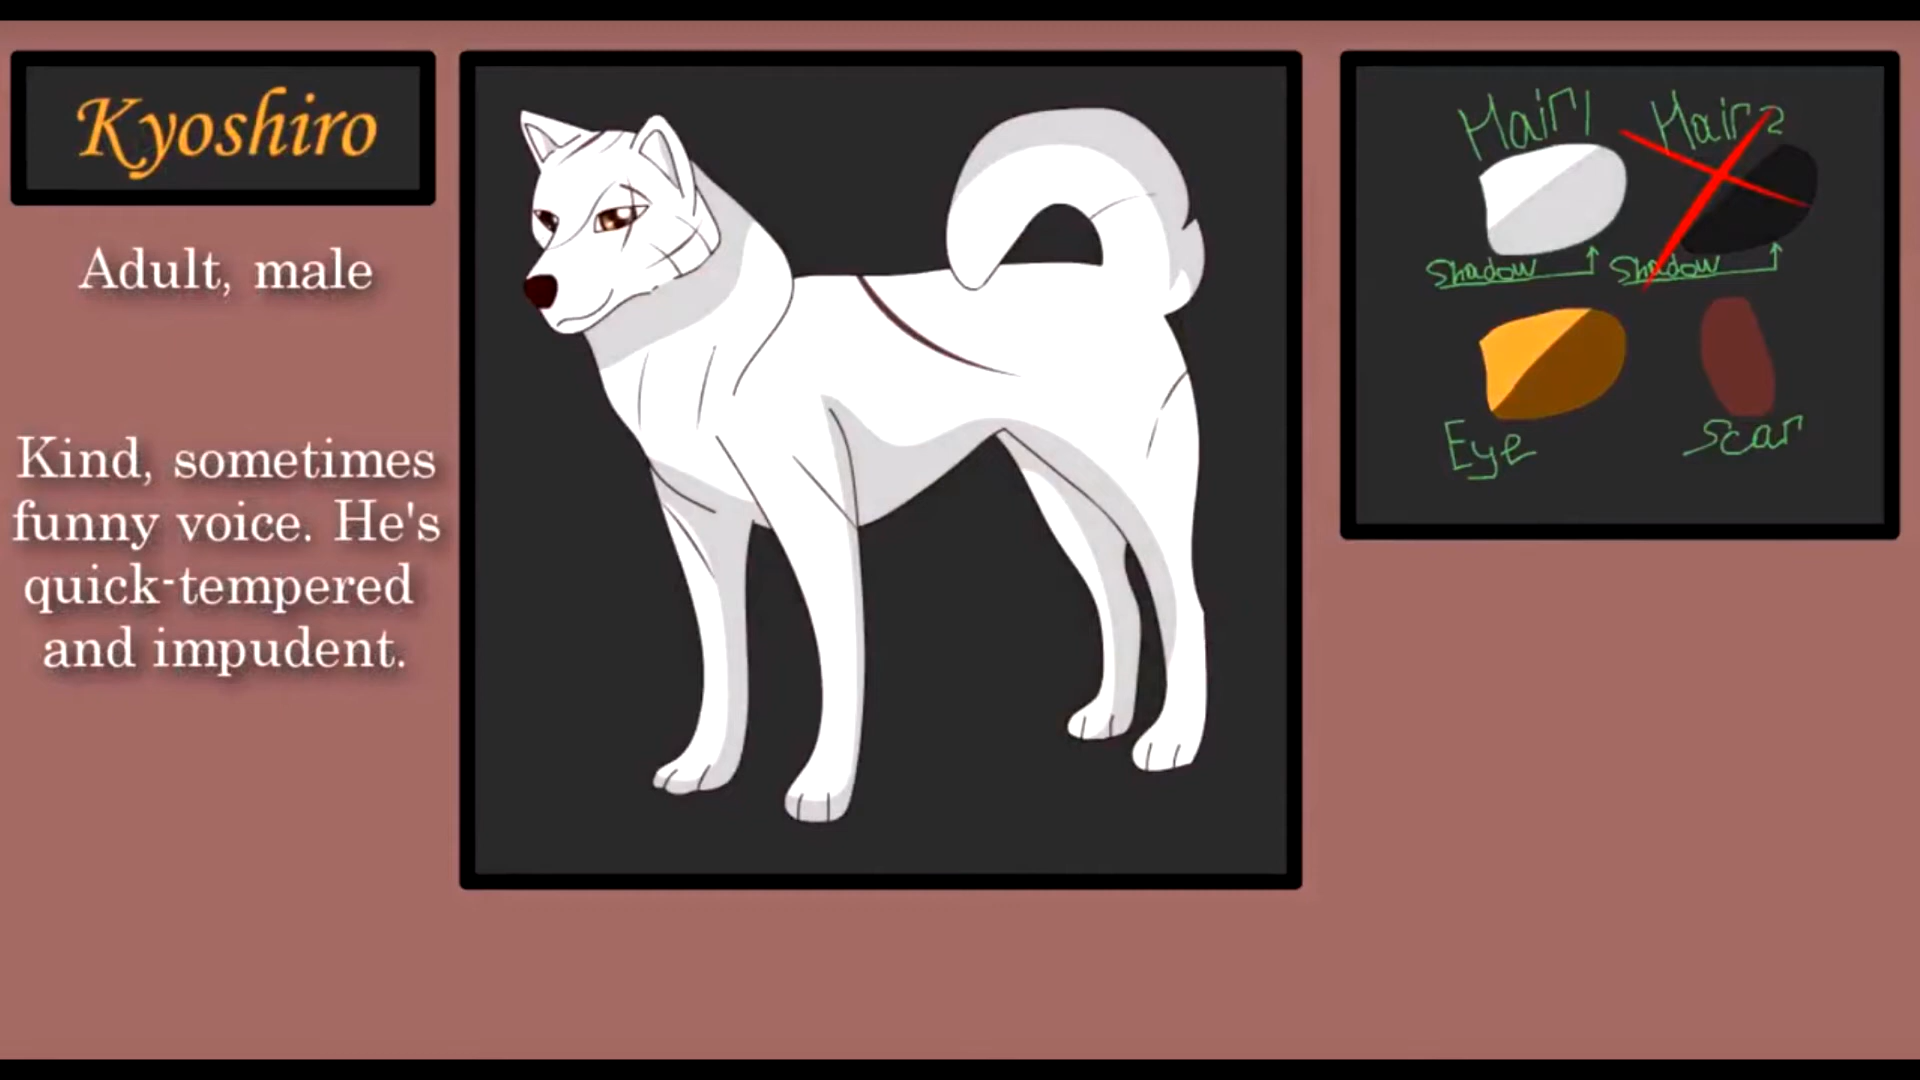 Kyoshiro
Adult, male
Kind, sometimes
funny voice. He's
quick-tempered
and impudent.
Hair1 Hair2
Shadow Shadow
Eye Scar